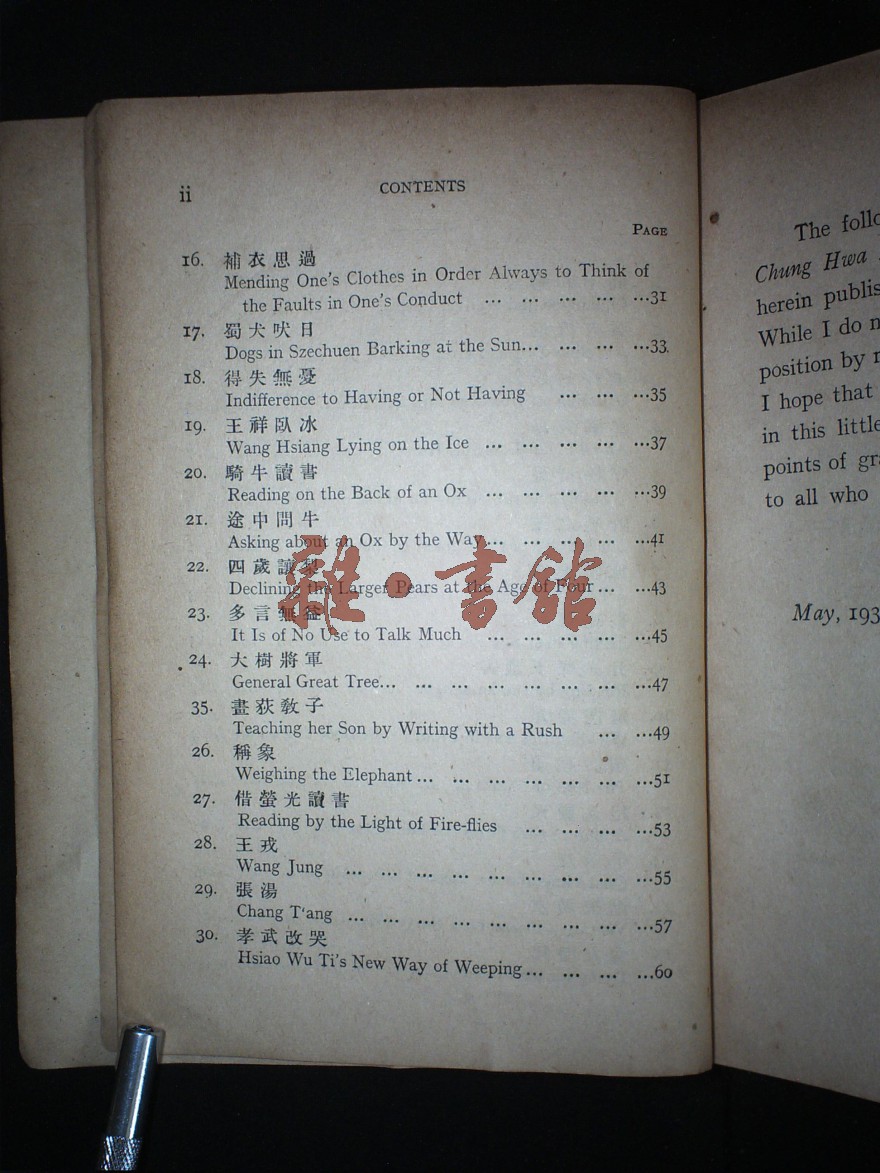 ii
CONTENTS
PAGE
16. 補衣思過
Mending One's Clothes in Order Always to Think of
the Faults in One's Conduct ... ... ... ... ...31
17. 蜀犬吠日
Dogs in Szechuen Barking at the Sun... ... ... ... ...33
18. 得失無憂
Indifference to Having or Not Having ... ... ...35
19. 王祥臥冰
Wang Hsiang Lying on the Ice ... ... ... ... ...37
20. 騎牛讀書
Reading on the Back of an Ox ... ... ... ... ...39
21. 途中問牛
Asking about an Ox by the Way... ... ... ... ...41
22. 四歲讓梨
Declining the Larger Pears at the Age of Four... ... ...43
23. 多言無益
It Is of No Use to Talk Much ... ... ... ... ...45
24. 大樹將軍
General Great Tree... ... ... ... ... ... ... ...47
35. 畫荻敎子
Teaching her Son by Writing with a Rush ... ...49
26. 稱象
Weighing the Elephant... ... ... ... ... ... ...51
27. 借螢光讀書
Reading by the Light of Fire-flies ... ... ... ...53
28. 王戎
Wang Jung ... ... ... ... ... ... ... ... ...55
29. 張湯
Chang T'ang ... ... ... ... ... ... ... ... ...57
30. 孝武改哭
Hsiao Wu Ti's New Way of Weeping... ... ... ...60
雜·書館
The
Chung Hwa
herein
While I do
position by
I hope that
in this little
points of
to all who
May,